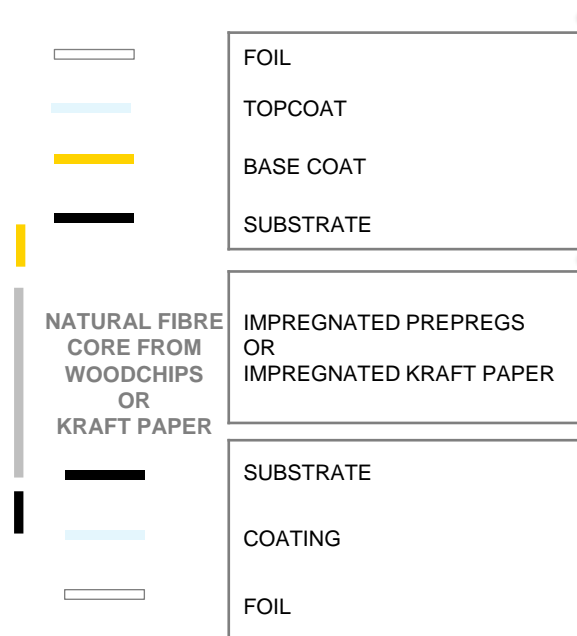 FOIL
TOPCOAT
BASE COAT
SUBSTRATE
NATURAL FIBRE
CORE FROM
WOODCHIPS
OR
KRAFT PAPER
IMPREGNATED PREPREGS
OR
IMPREGNATED KRAFT PAPER
SUBSTRATE
COATING
FOIL